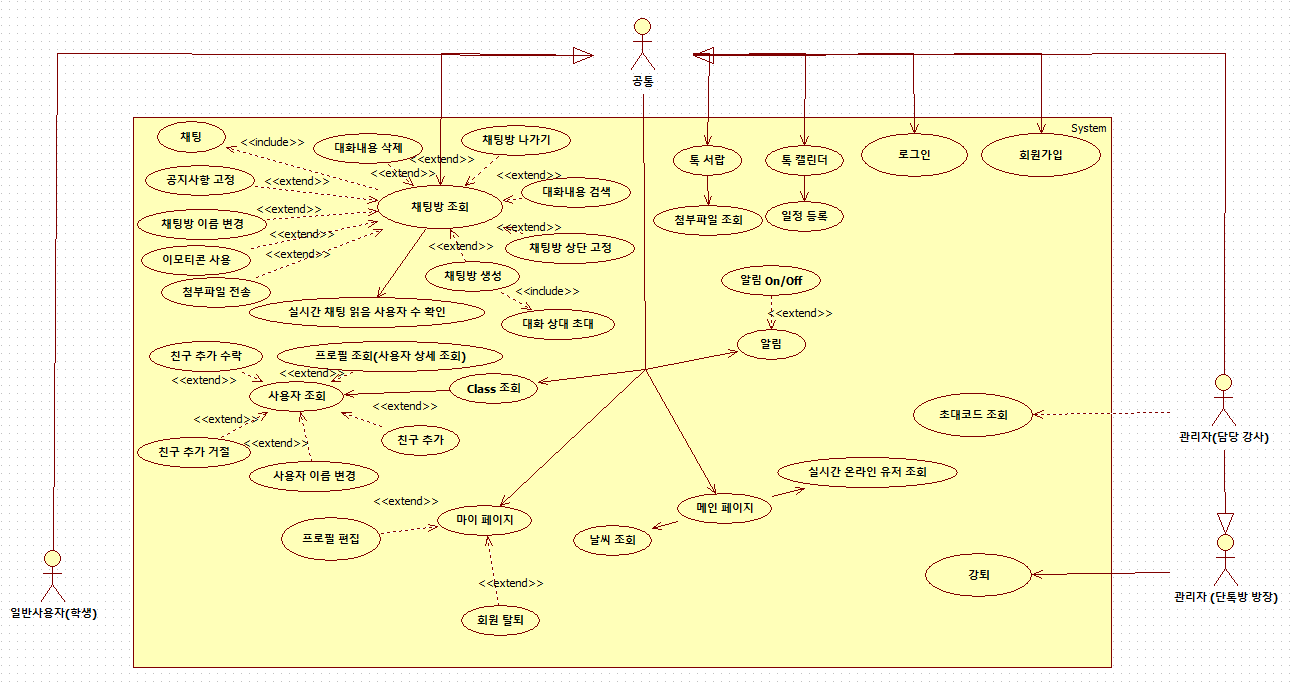 공통
System
채팅
<<include>>
대화내용 삭제
채팅방 나가기
<<extend>>
<<extend>>
공지사항 고정
<<extend>>
<<extend>>
대화내용 검색
채팅방 조회
채팅방 이름 변경
<<extend>>
<<extend>>
<<extend>>
채팅방 상단 고정
이모티콘 사용
<<extend>>
<<extend>>
채팅방 생성
첨부파일 전송
<<include>>
실시간 채팅 읽음 사용자 수 확인
대화 상대 초대
톡 서랍
톡 캘린더
로그인
회원가입
첨부파일 조회
일정 등록
알림 On/Off
<<extend>>
알림
친구 추가 수락
프로필 조회(사용자 상세 조회)
<<extend>>
<<extend>>
사용자 조회
Class 조회
<<extend>>
<<extend>>
친구 추가
친구 추가 거절
<<extend>>
사용자 이름 변경
초대코드 조회
관리자(담당 강사)
실시간 온라인 유저 조회
<<extend>>
메인 페이지
마이 페이지
프로필 편집
날씨 조회
<<extend>>
회원 탈퇴
강퇴
관리자 (단톡방 방장)
일반사용자(학생)